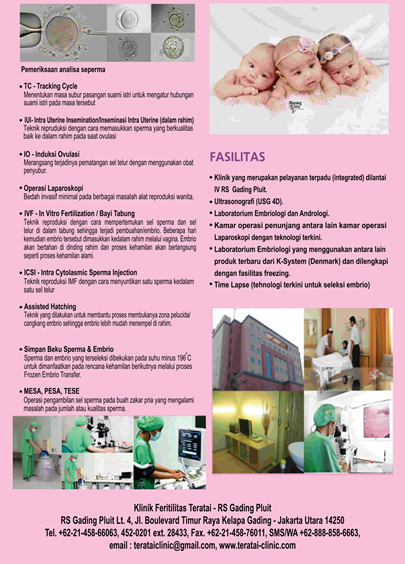 Pemeriksaan analisa seperma
• TC - Tracking Cycle
Menentukan masa subur pasangan suami istri untuk mengatur hubungan
suami istri pada masa tersebut
• IUI- Intra Uterine Insemination/Inseminasi Intra Uterine (dalam rahim)
Teknik reproduksi dengan cara memasukkan sperma yang berkualitas
baik ke dalam rahim pada saat ovulasi
• IO - Induksi Ovulasi
Merangsang terjadinya pematangan sel telur dengan menggunakan obat
penyubur.
• Operasi Laparoskopi
Bedah invasif minimal pada berbagai masalah alat reproduksi wanita.
• IVF - In Vitro Fertilization / Bayi Tabung
Teknik reproduksi dengan cara mempertemukan sel sperma dan sel
telur di dalam tabung sehingga terjadi pembuahan/embrio. Beberapa hari
kemudian embrio tersebut dimasukkan kedalam rahim melalui vagina. Embrio
akan bertahan di dinding rahim dan proses kehamilan akan berlangsung
seperti proses kehamilan alami.
• ICSI - Intra Cytolasmic Sperma Injection
Teknik reproduksi IMF dengan cara menyuntikan satu sperma kedalam
satu sel telur
• Assisted Hatching
Teknik yang dilakukan untuk membantu proses membukanya zona pelucida/
cangkang embrio sehingga embrio lebih mudah menempel di rahim.
• Simpan Beku Sperma & Embrio
Sperma dan embrio yang terseleksi dibekukan pada suhu minus 196°C
untuk dimanfaatkan pada rencana kehamilan berikutnya melalui proses
Frozen Embrio Transfer.
• MESA, PESA, TESE
Operasi pengambilan sel sperma pada buah zakar pria yang mengalami
masalah pada jumlah atau kualitas sperma.
FASILITAS
• Klinik yang merupakan pelayanan terpadu (integrated) dilantai
IV RS Gading Pluit.
• Ultrasonografi (USG 4D).
• Laboratorium Embriologi dan Andrologi.
• Kamar operasi penunjang antara lain kamar operasi
Laparoskopi dengan teknologi terkini.
• Laboratorium Embriologi yang menggunakan antara lain
produk terbaru dari K-System (Denmark) dan dilengkapi
dengan fasilitas freezing.
• Time Lapse (tehnologi terkini untuk seleksi embrio)
Klinik Feritilitas Teratai - RS Gading Pluit
RS Gading Pluit Lt. 4, Jl. Boulevard Timur Raya Kelapa Gading - Jakarta Utara 14250
Tel. +62-21-458-66063, 452-0201 ext. 28433, Fax. +62-21-458-76011, SMS/WA +62-888-858-6663,
email : terataiclinic@gmail.com, www.teratai-clinic.com